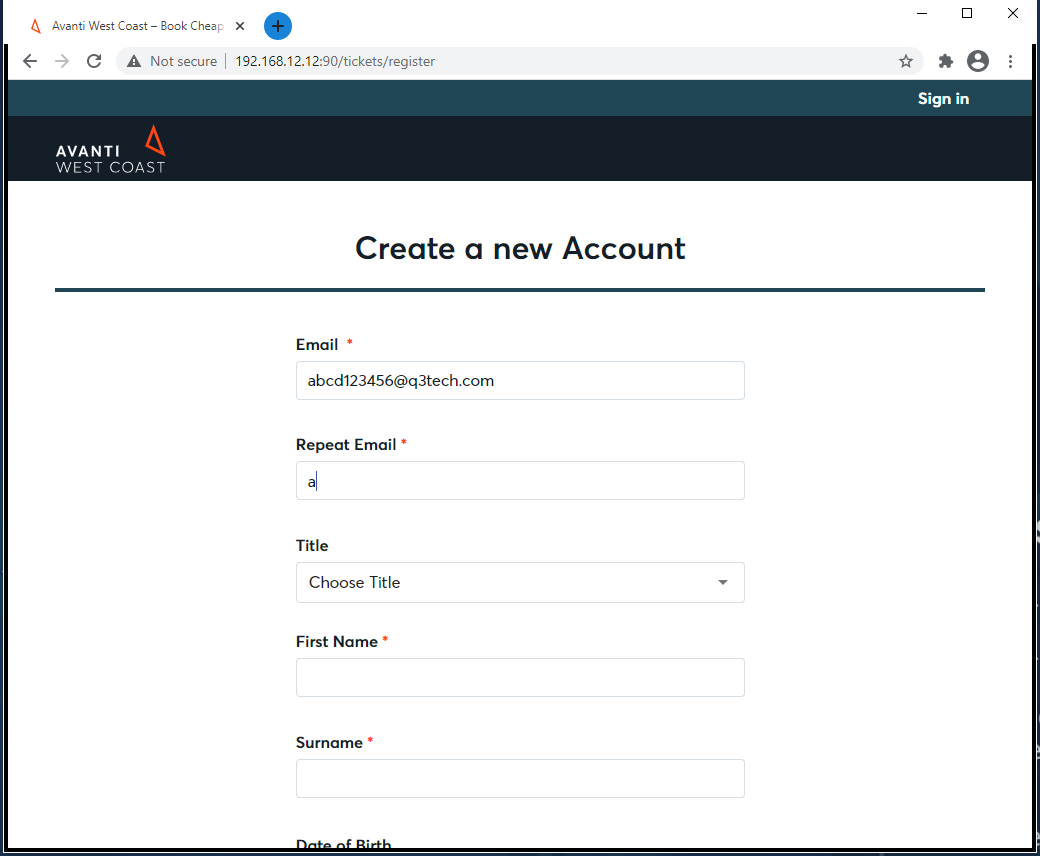 Avanti West Coast – Book Cheap
Not secure
192.168.12.12:90/tickets/register
Sign in
AVANTI
WEST COAST
Create a new Account
Email *
abcd123456@q3tech.com
Repeat Email *
a
Title
Choose Title
First Name *
Surname *
Date of Birth